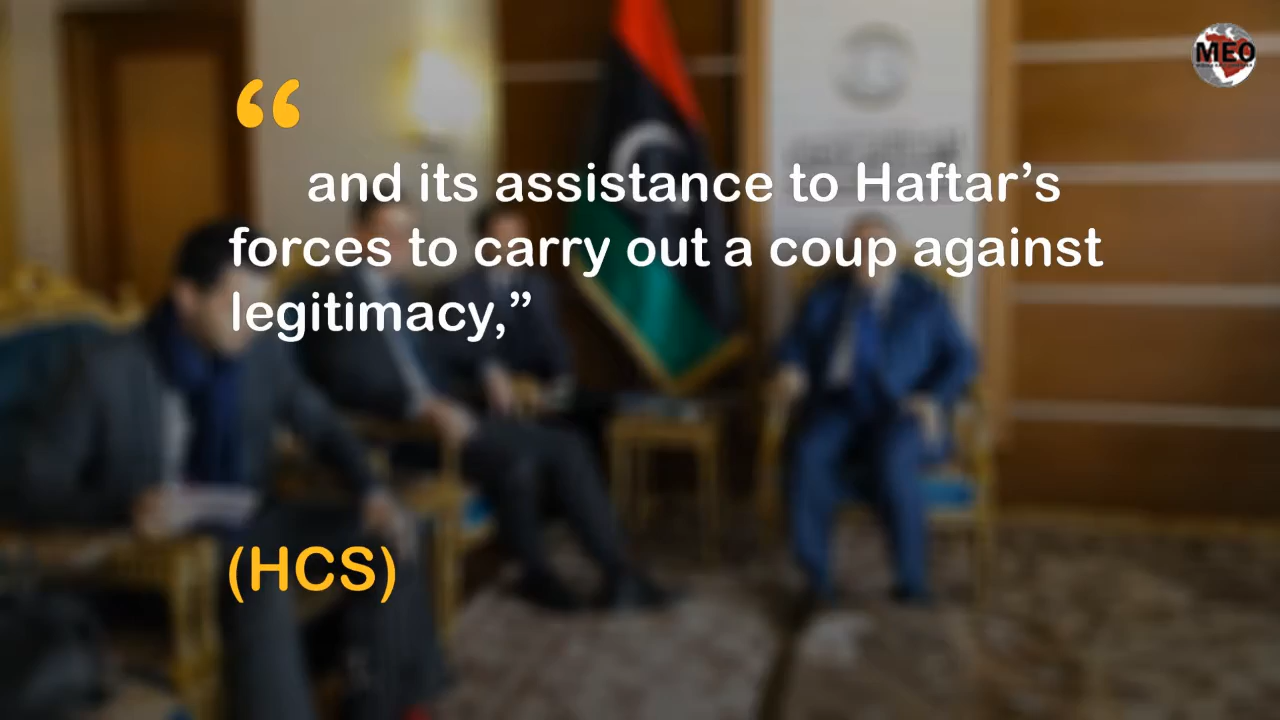 MEO
“
and its assistance to Haftar’s
forces to carry out a coup against
legitimacy,”
(HCS)